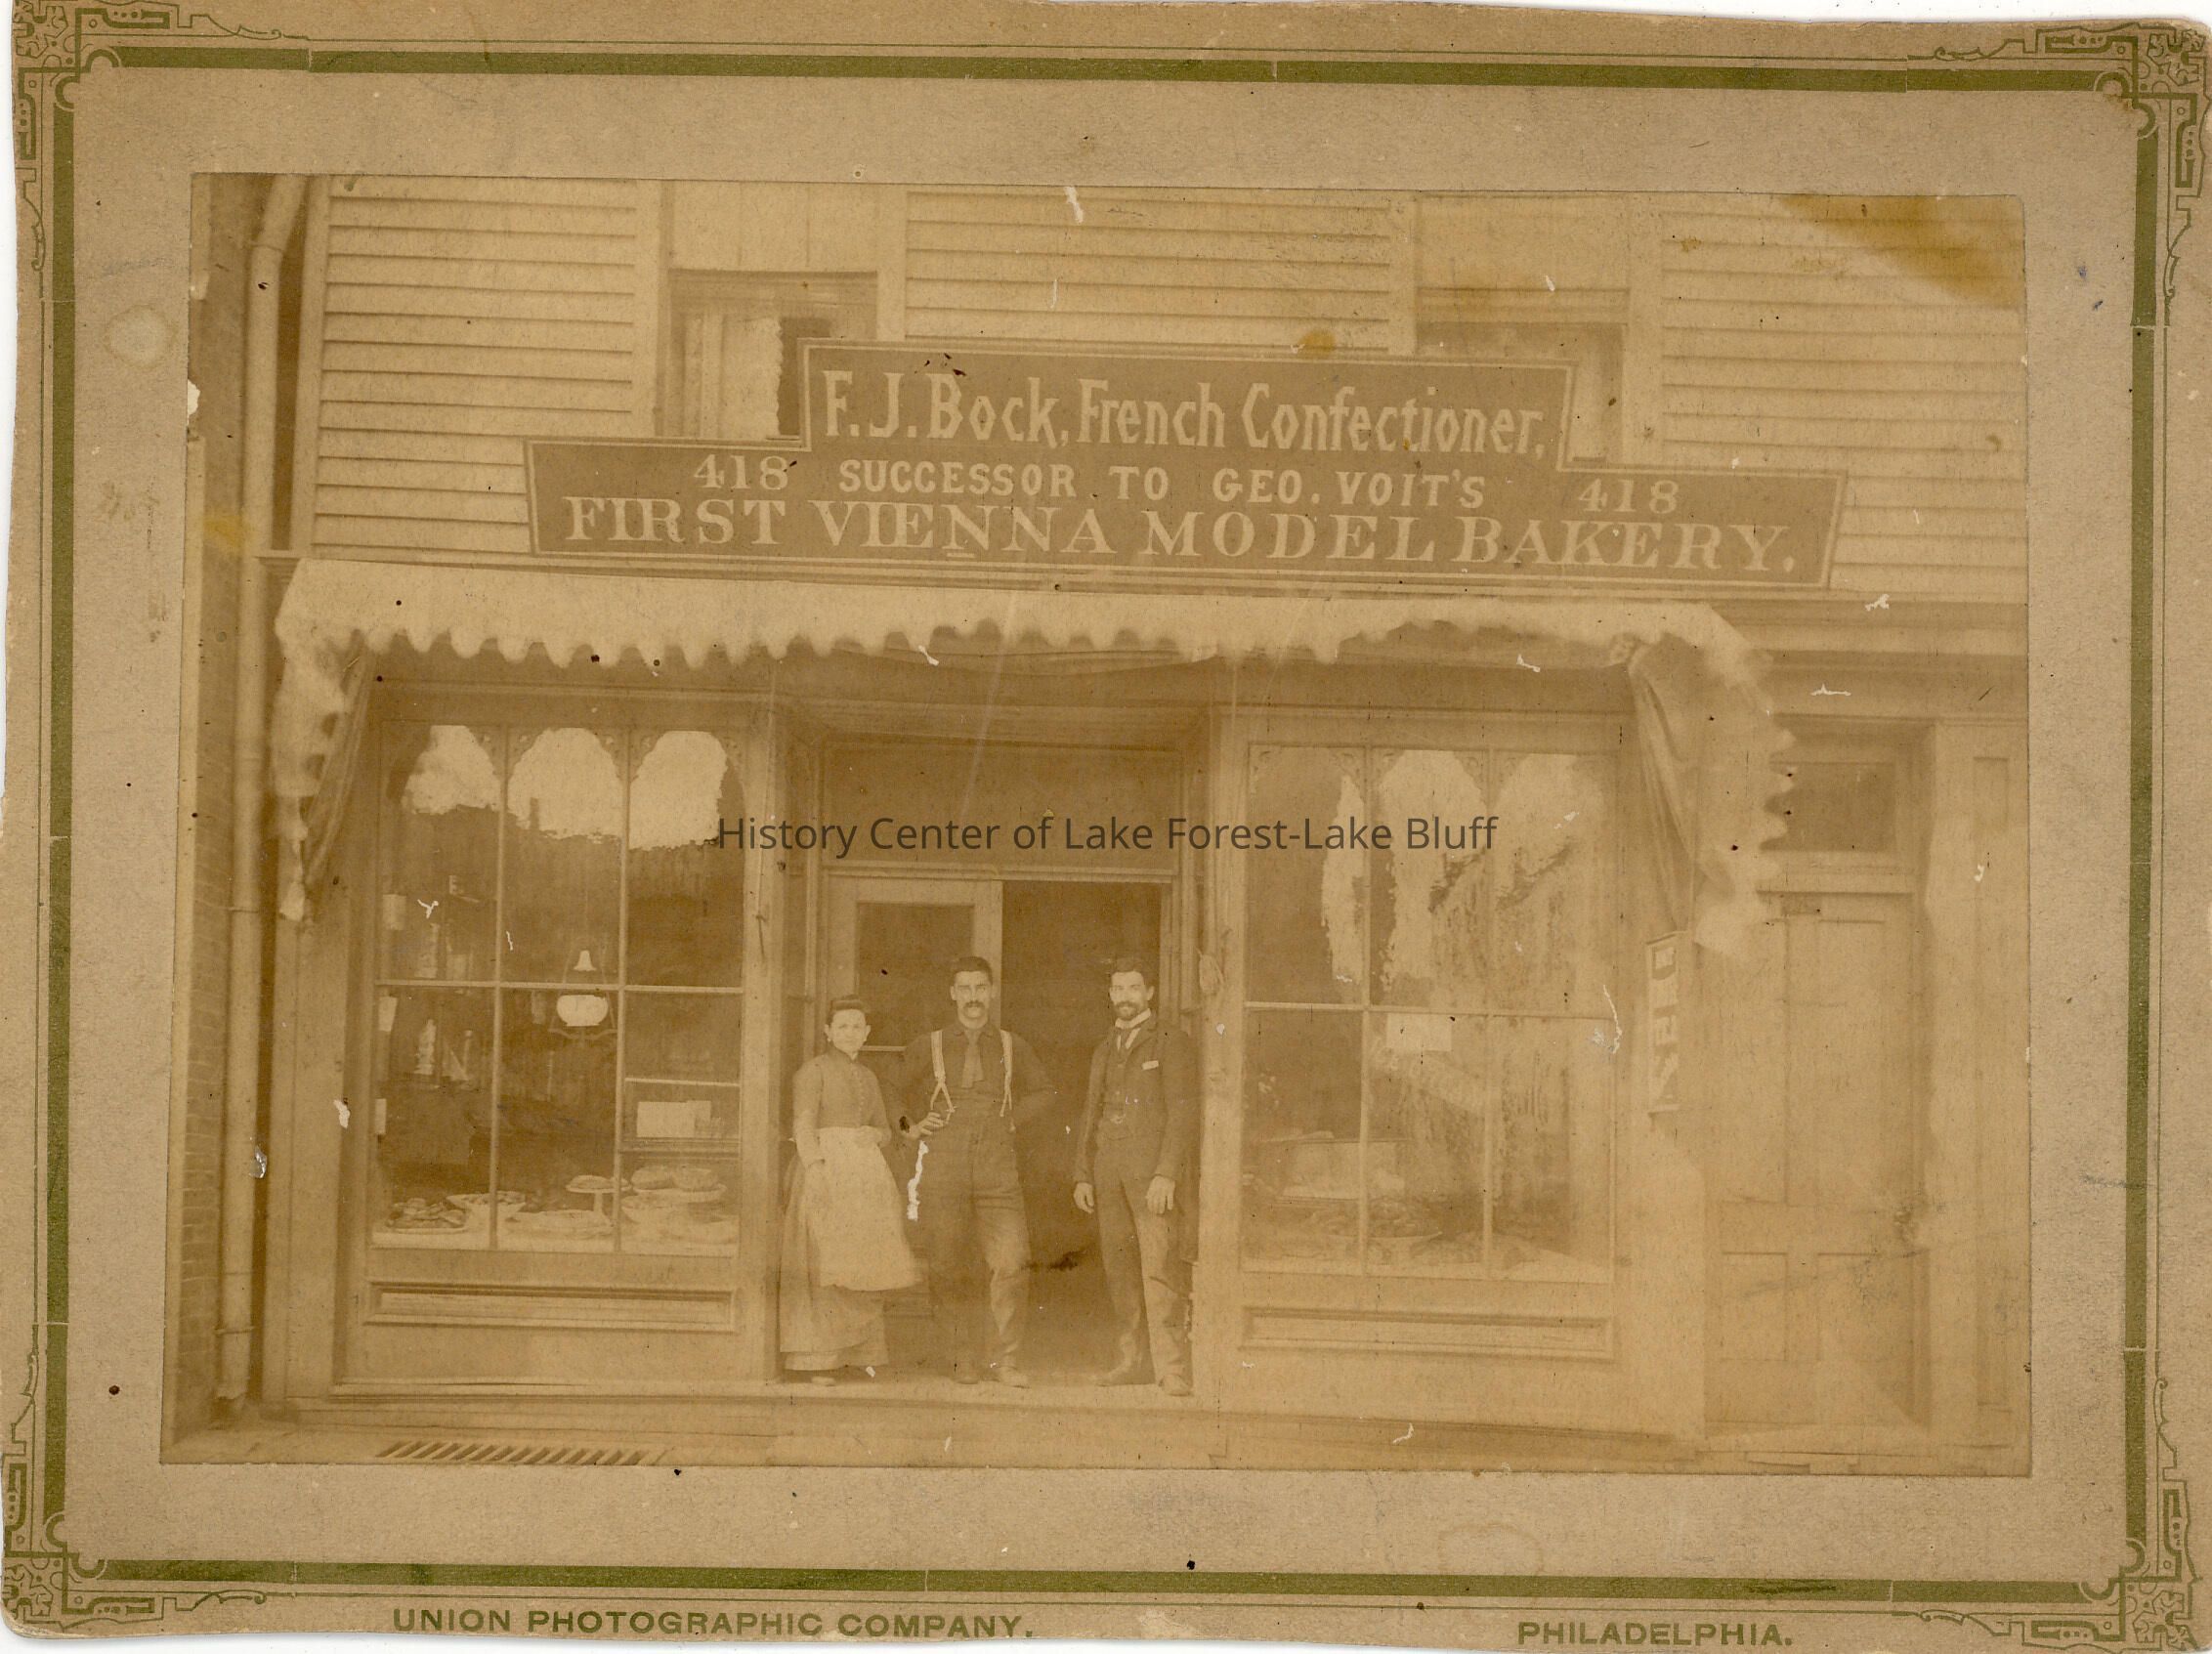 F. J. Bock, French Confectioner,
418 SUCCESSOR TO GEO. VOIT'S 418
FIRST VIENNA MODEL BAKERY.
History Center of Lake Forest-Lake Bluff
UNION PHOTOGRAPHIC COMPANY. PHILADELPHIA.